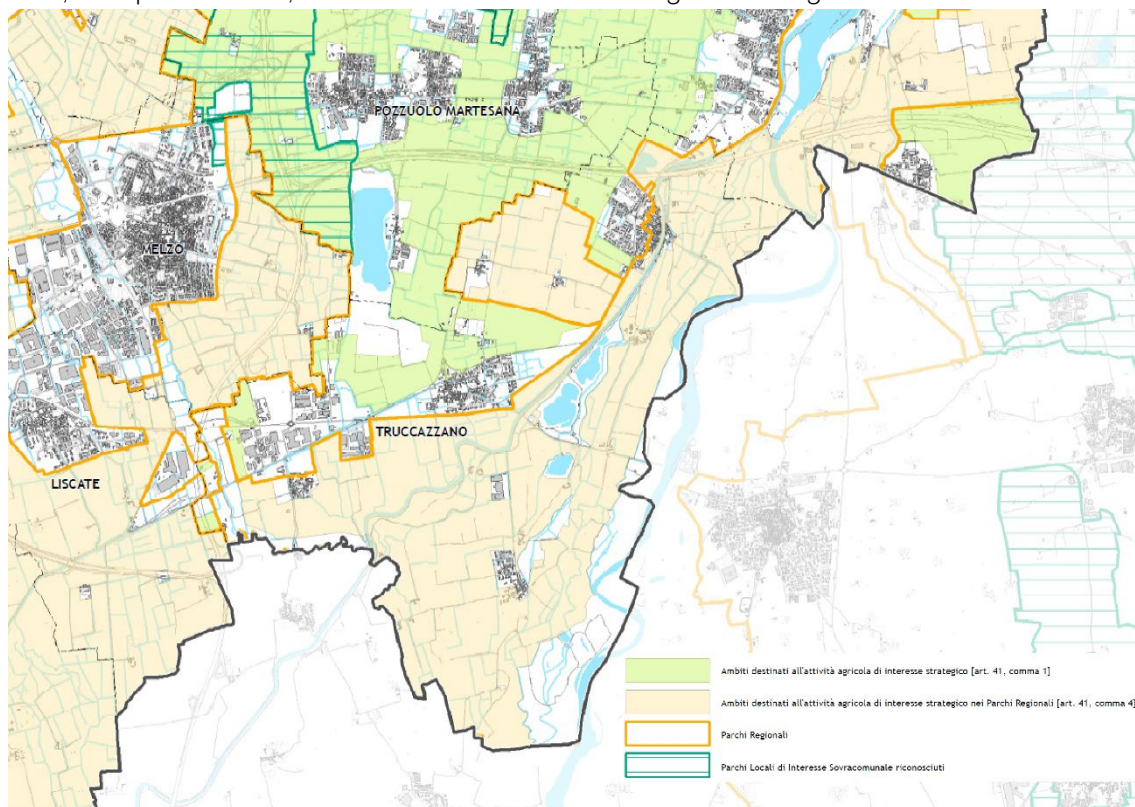 POZZUOLO MARTESANA
MELZO
TRUCCAZZANO
LISCATE
Ambiti destinati all'attività agricola di interesse strategico [art. 41, comma 1]
Ambiti destinati all'attività agricola di interesse strategico nei Parchi Regionali [art. 41, comma 4]
Parchi Regionali
Parchi Locali di Interesse Sovracomunale riconosciuti